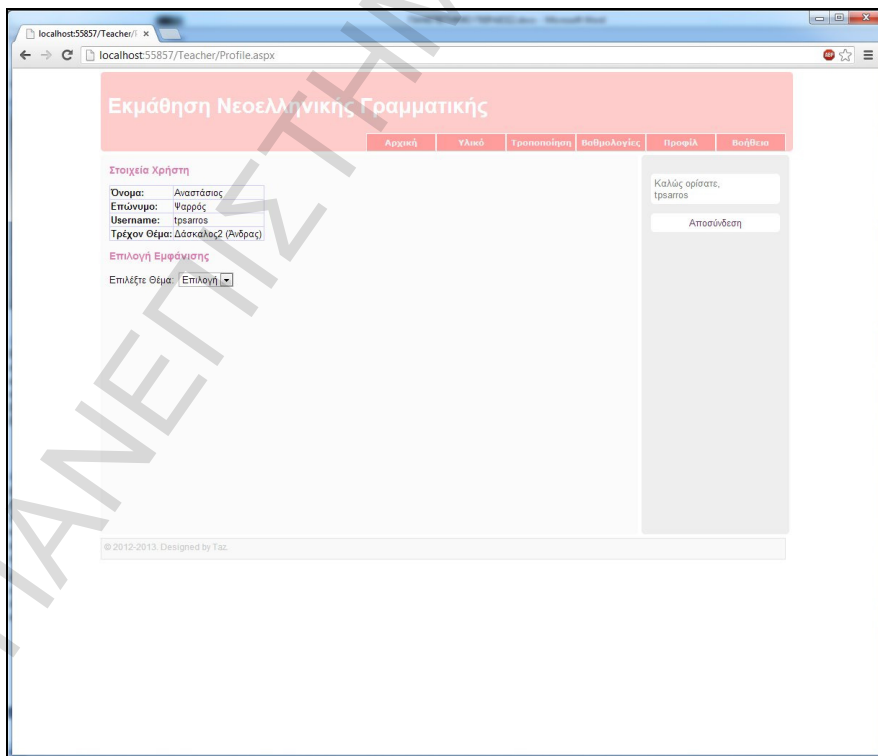 localhost:55857/Teacher/
localhost:55857/Teacher/Profile.aspx
ABP
Εκμάθηση Νεοελληνικής Γραμματικής
Αρχική Υλικό Τροποποίηση Βαθμολογίες Προφίλ Βοήθεια
Στοιχεία Χρήστη
Όνομα: Αναστάσιος
Επώνυμο: Ψαρρός
Username: tpsarros
Τρέχον Θέμα: Δάσκαλος2 (Άνδρας)
Επιλογή Εμφάνισης
Επιλέξτε Θέμα: Επιλογή
Καλώς ορίσατε,
tpsarros
Αποσύνδεση
© 2012-2013. Designed by Taz.
ΠΑΝΕΠΙΣΤΗΜ